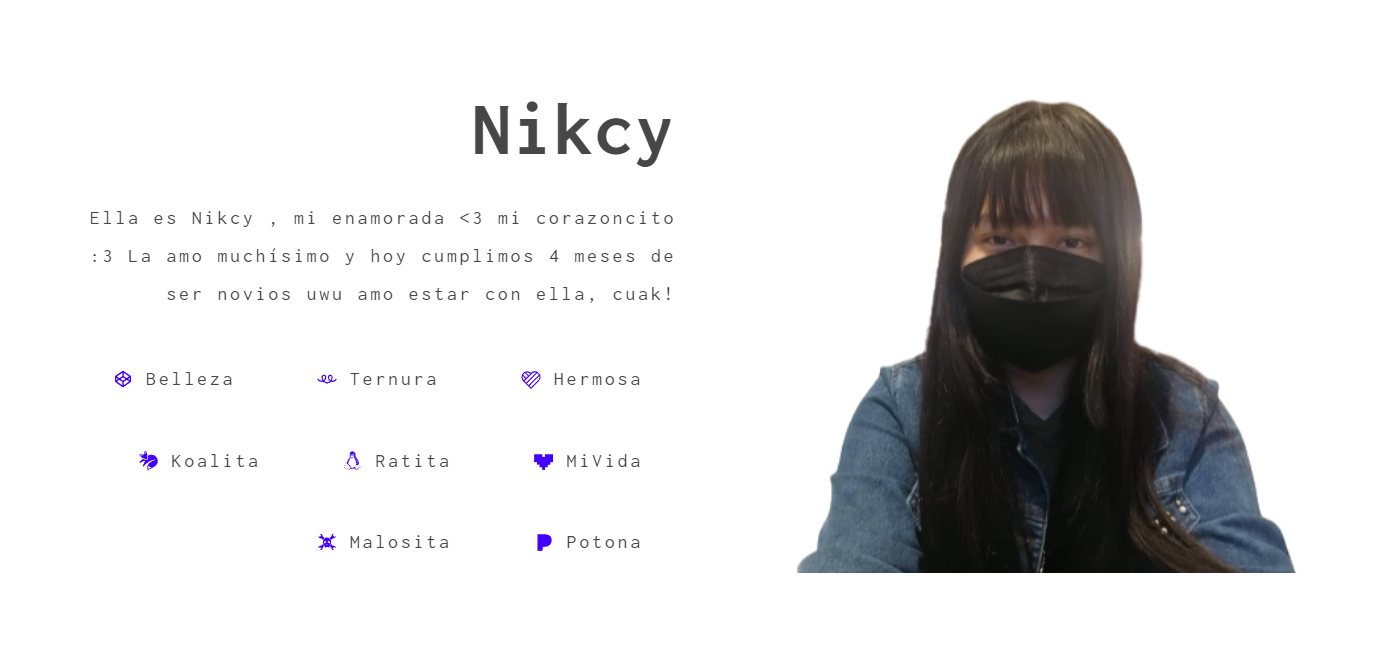 Nikcy
Ella es Nikcy , mi enamorada <3 mi corazoncito
:3 La amo muchísimo y hoy cumplimos 4 meses de
ser novios uwu amo estar con ella, cuak!
Belleza Ternura Hermosa
Koalita Ratita MiVida
Malosita Potona